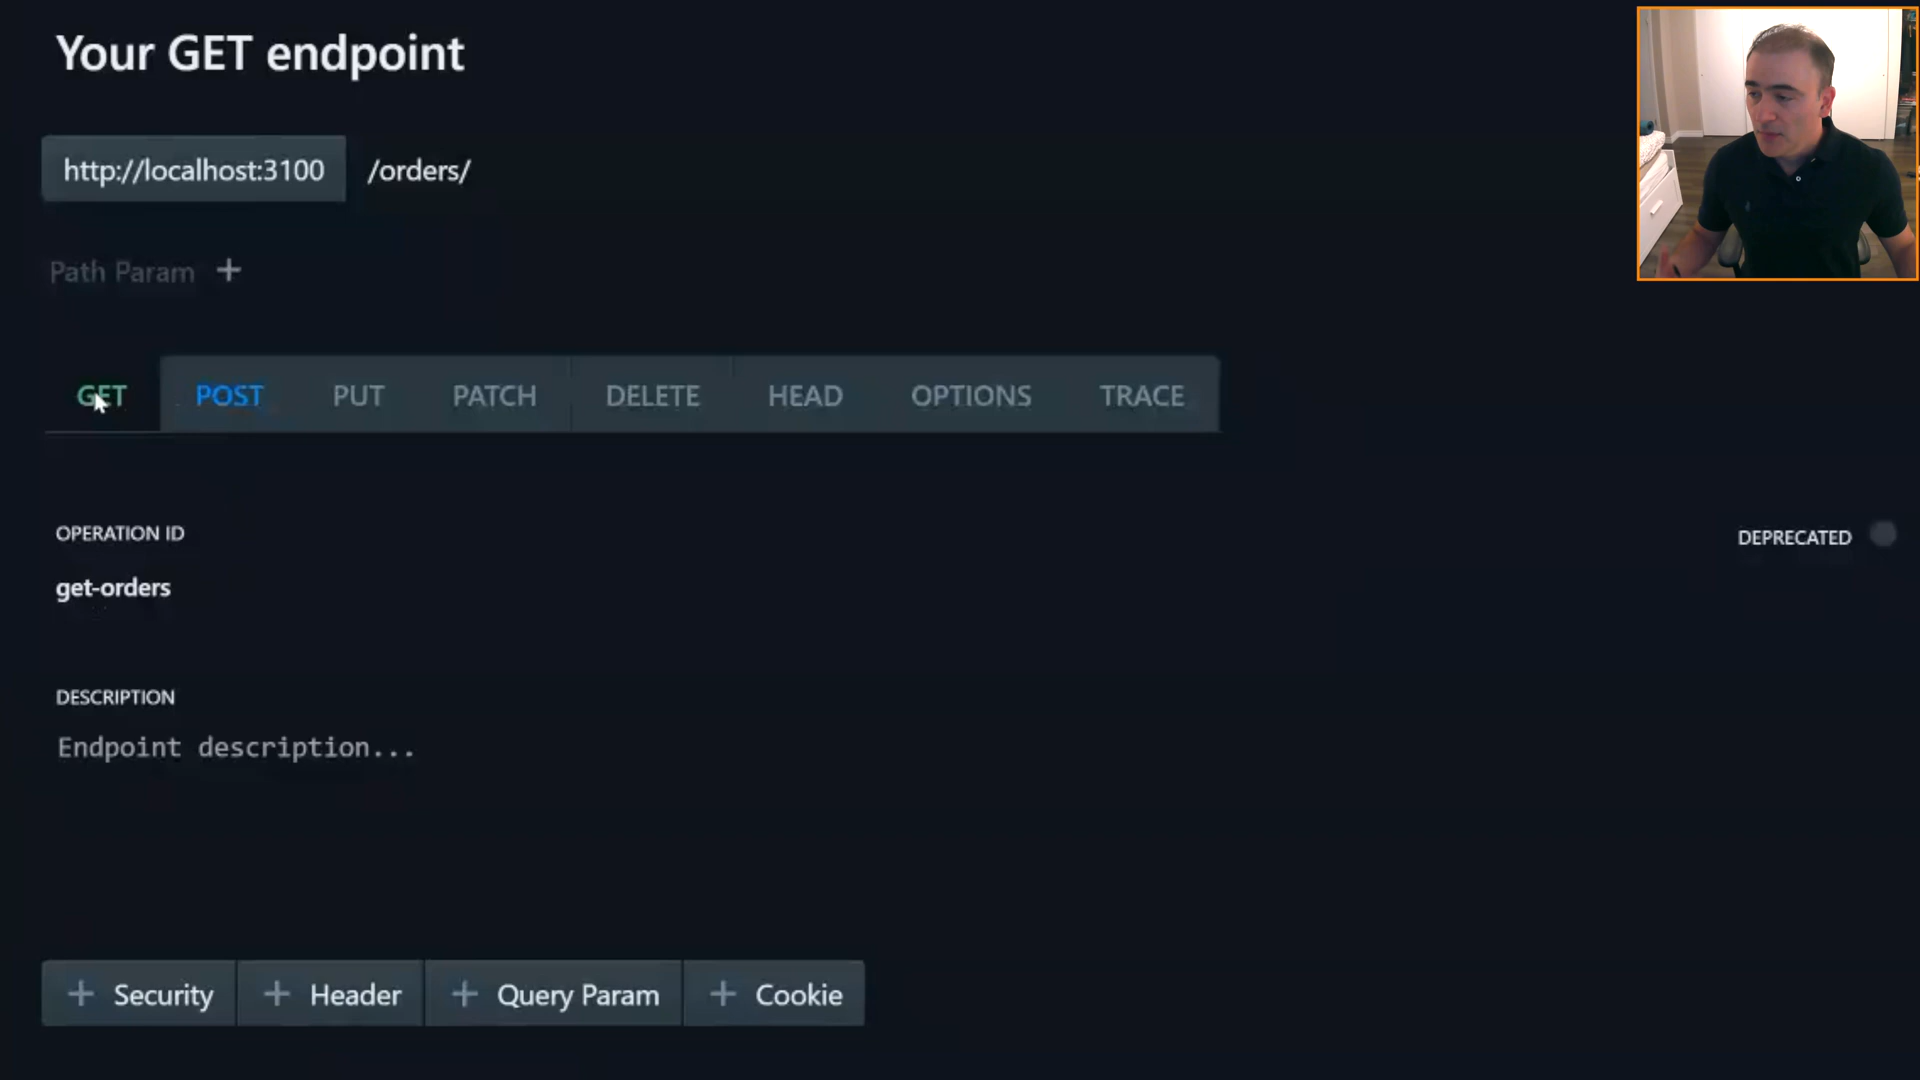 Your GET endpoint
http://localhost:3100 /orders/
Path Param +
GET POST PUT PATCH DELETE HEAD OPTIONS TRACE
OPERATION ID
DEPRECATED
get-orders
DESCRIPTION
Endpoint description...
+ Security + Header + Query Param + Cookie